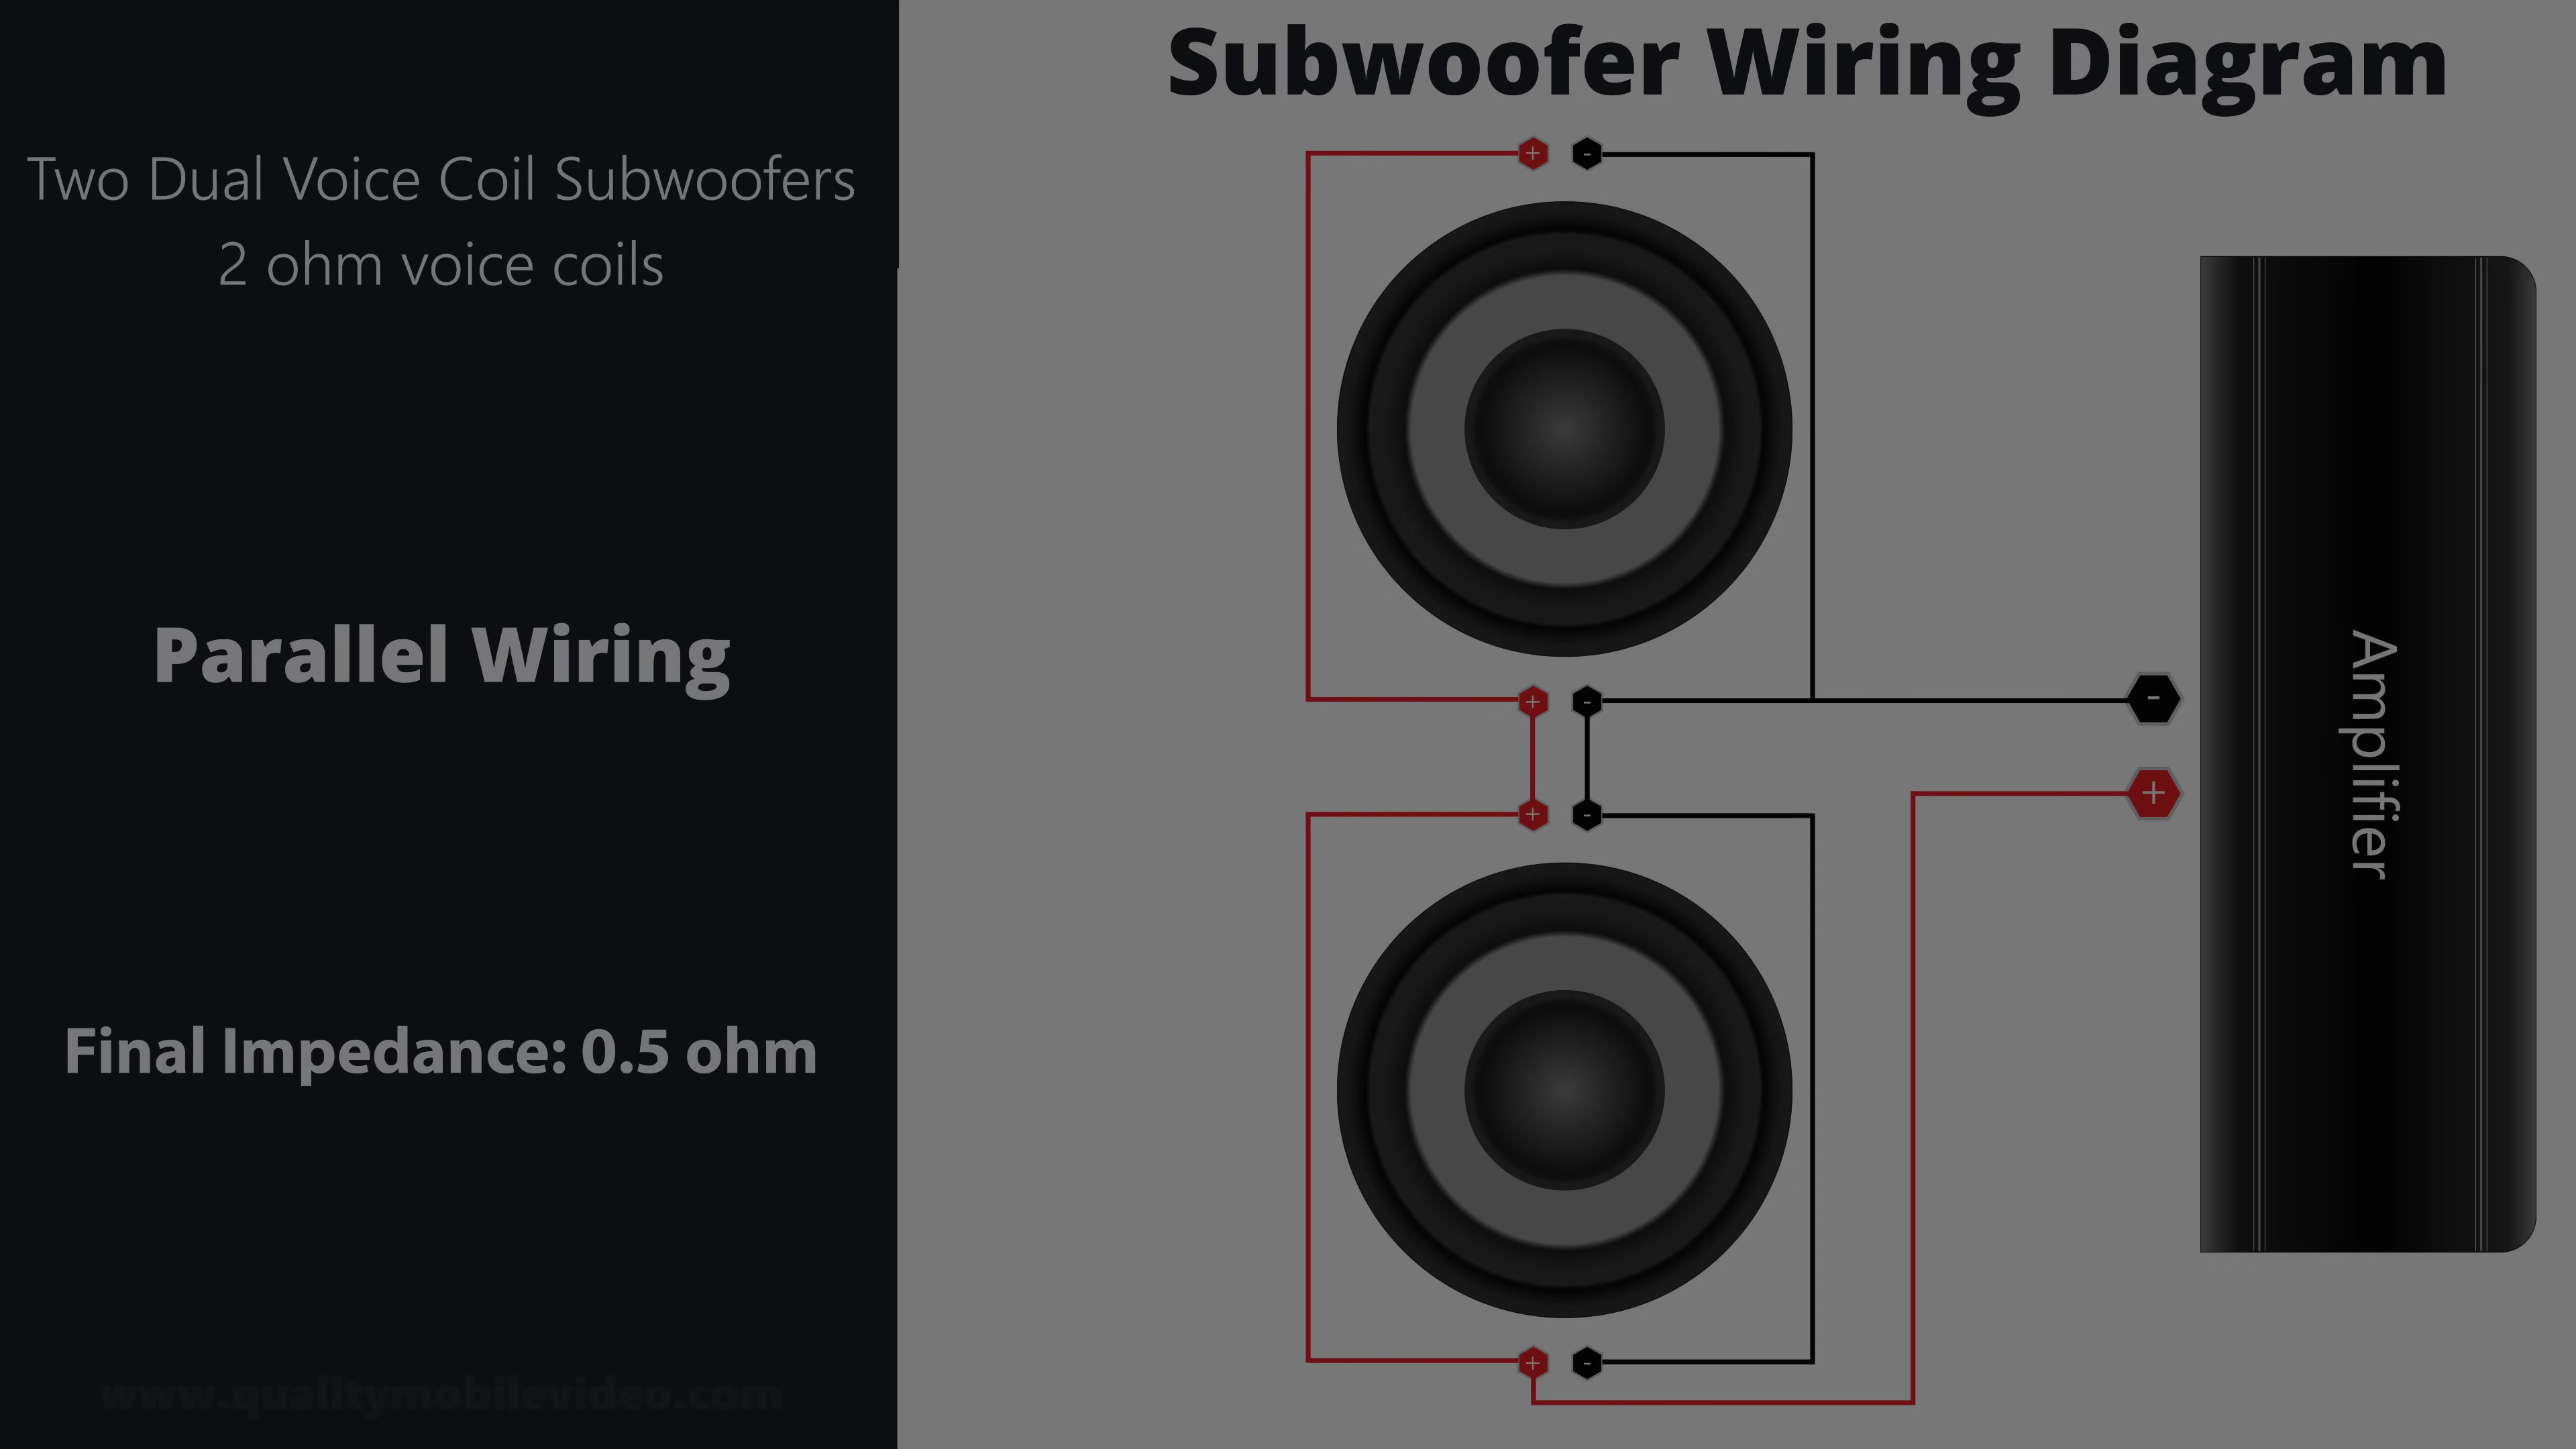 Subwoofer Wiring Diagram
Two Dual Voice Coil Subwoofers
2 ohm voice coils
Parallel Wiring
Final Impedance: 0.5 ohm
www.qualitymobilevideo.com
+ -
+ -
+ -
+ -
-
+
Amplifier